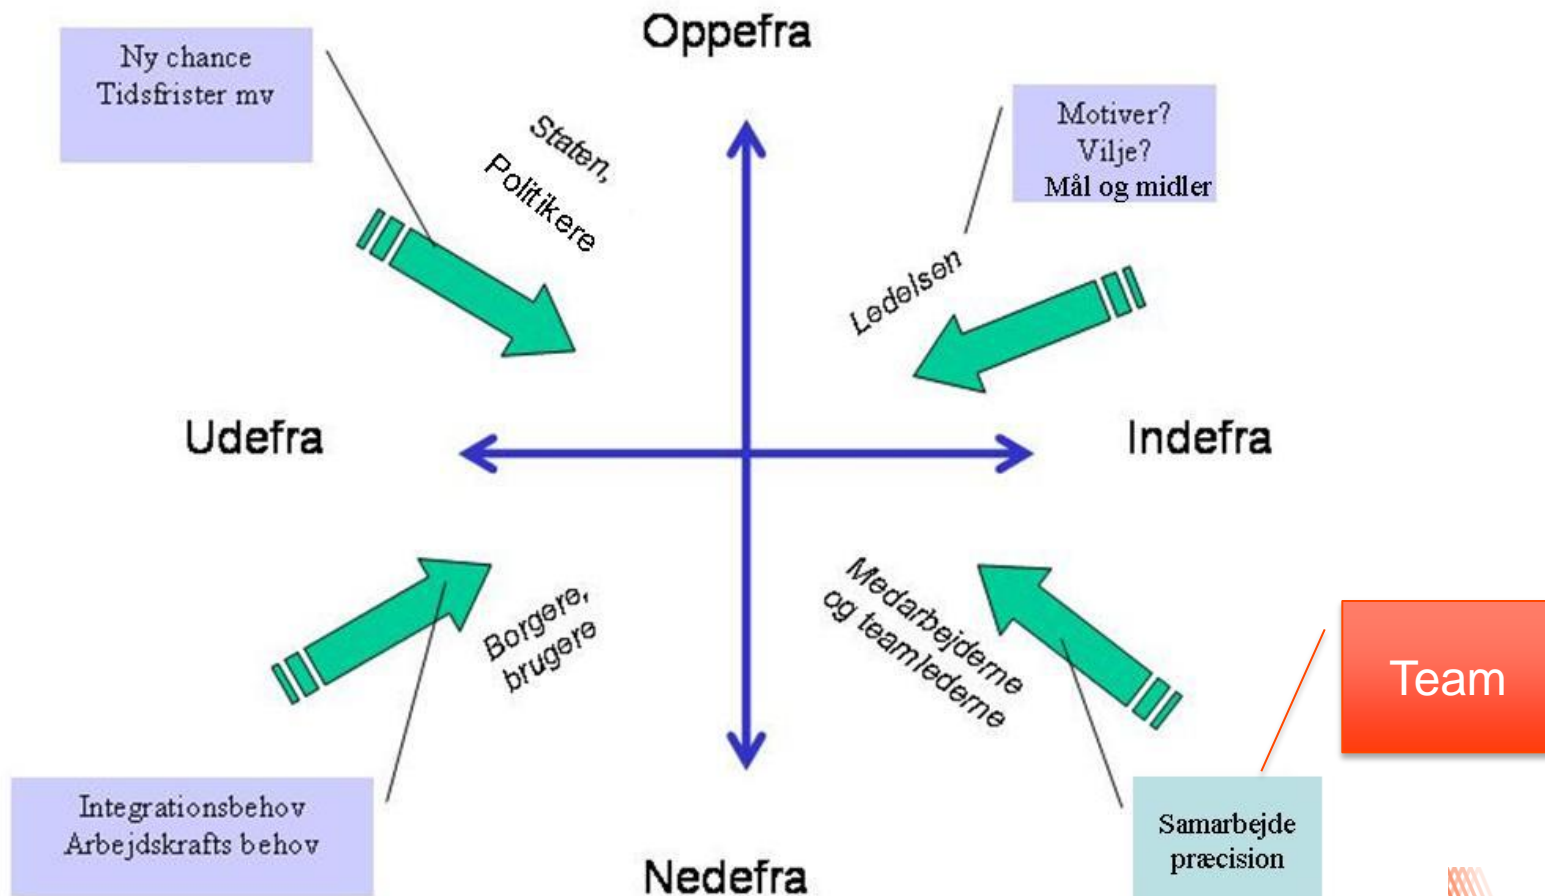 Oppefra
Ny chance
Tidsfrister mv
Staten,
Politikere
Motiver?
Vilje?
Mål og midler
Ledelsen
Udefra
Indefra
Borgere,
brugere
Medarbejderne
og teamlederne
Team
Integrationsbehov
Arbejdskrafts behov
Samarbejde
præcision
Nedefra